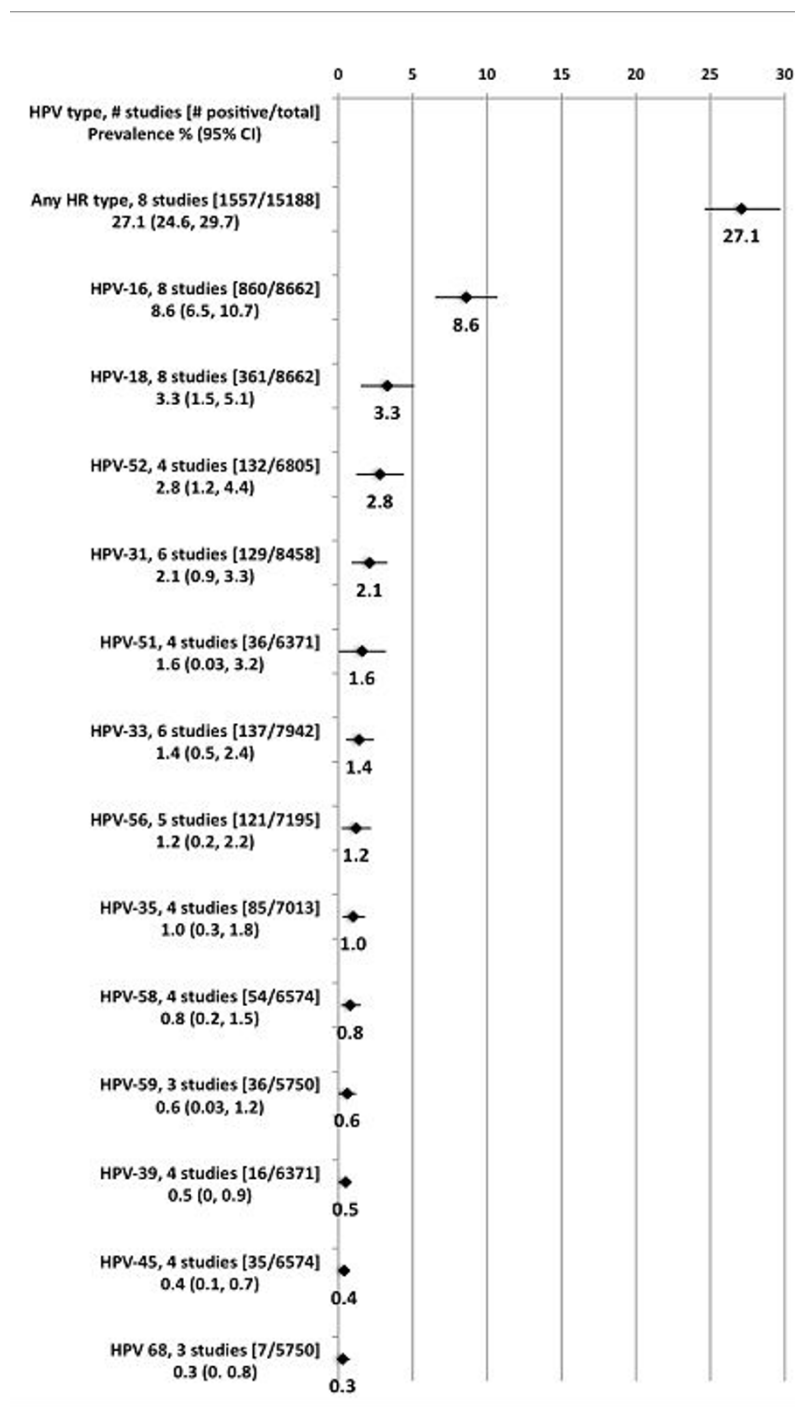 0 5 10 15 20 25 30
HPV type, # studies [# positive/total]
Prevalence % (95% CI)
Any HR type, 8 studies [1557/15188]
27.1 (24.6, 29.7)
27.1
HPV-16, 8 studies [860/8662]
8.6 (6.5, 10.7)
8.6
HPV-18, 8 studies [361/8662]
3.3 (1.5, 5.1)
3.3
HPV-52, 4 studies [132/6805]
2.8 (1.2, 4.4)
2.8
HPV-31, 6 studies [129/8458]
2.1 (0.9, 3.3)
2.1
HPV-51, 4 studies [36/6371]
1.6 (0.03, 3.2)
1.6
HPV-33, 6 studies [137/7942]
1.4 (0.5, 2.4)
1.4
HPV-56, 5 studies [121/7195]
1.2 (0.2, 2.2)
1.2
HPV-35, 4 studies [85/7013]
1.0 (0.3, 1.8)
1.0
HPV-58, 4 studies [54/6574]
0.8 (0.2, 1.5)
0.8
HPV-59, 3 studies [36/5750]
0.6 (0.03, 1.2)
0.6
HPV-39, 4 studies [16/6371]
0.5 (0, 0.9)
0.5
HPV-45, 4 studies [35/6574]
0.4 (0.1, 0.7)
0.4
HPV 68, 3 studies [7/5750]
0.3 (0. 0.8)
0.3